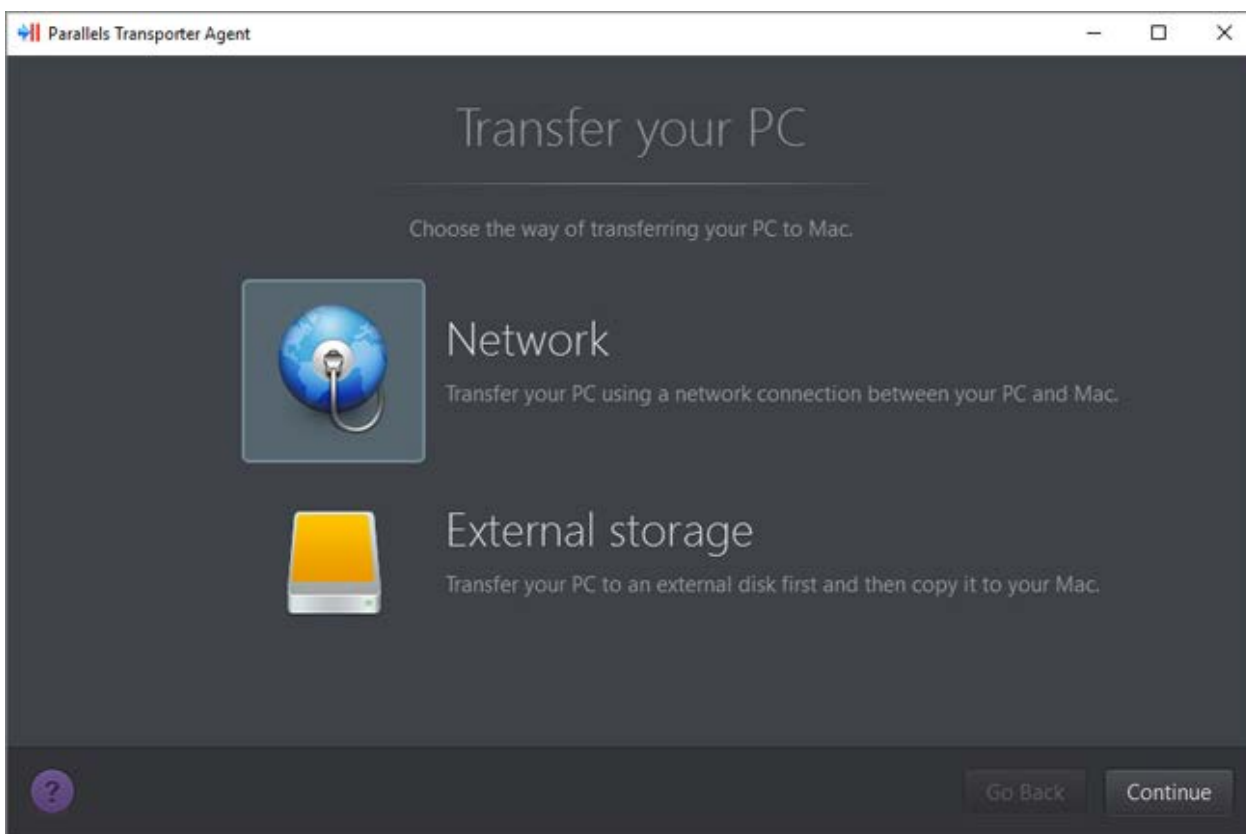 Parallels Transporter Agent
Transfer your PC
Choose the way of transferring your PC to Mac.
Network
Transfer your PC using a network connection between your PC and Mac.
External storage
Transfer your PC to an external disk first and then copy it to your Mac.
?
Go Back
Continue